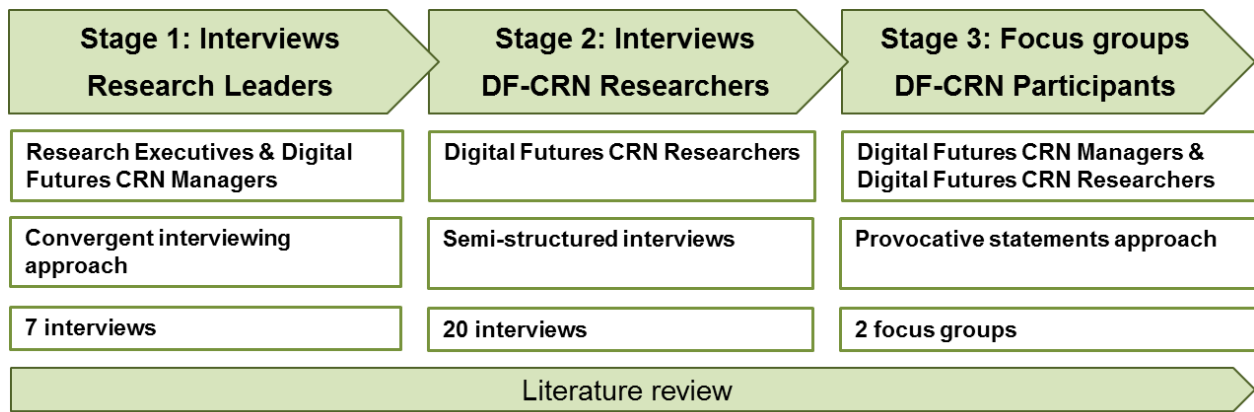 Stage 1: Interviews
Research Leaders
Stage 2: Interviews
DF-CRN Researchers
Stage 3: Focus groups
DF-CRN Participants
Research Executives & Digital
Futures CRN Managers
Digital Futures CRN Researchers
Digital Futures CRN Managers &
Digital Futures CRN Researchers
Convergent interviewing
approach
Semi-structured interviews
Provocative statements approach
7 interviews
20 interviews
2 focus groups
Literature review